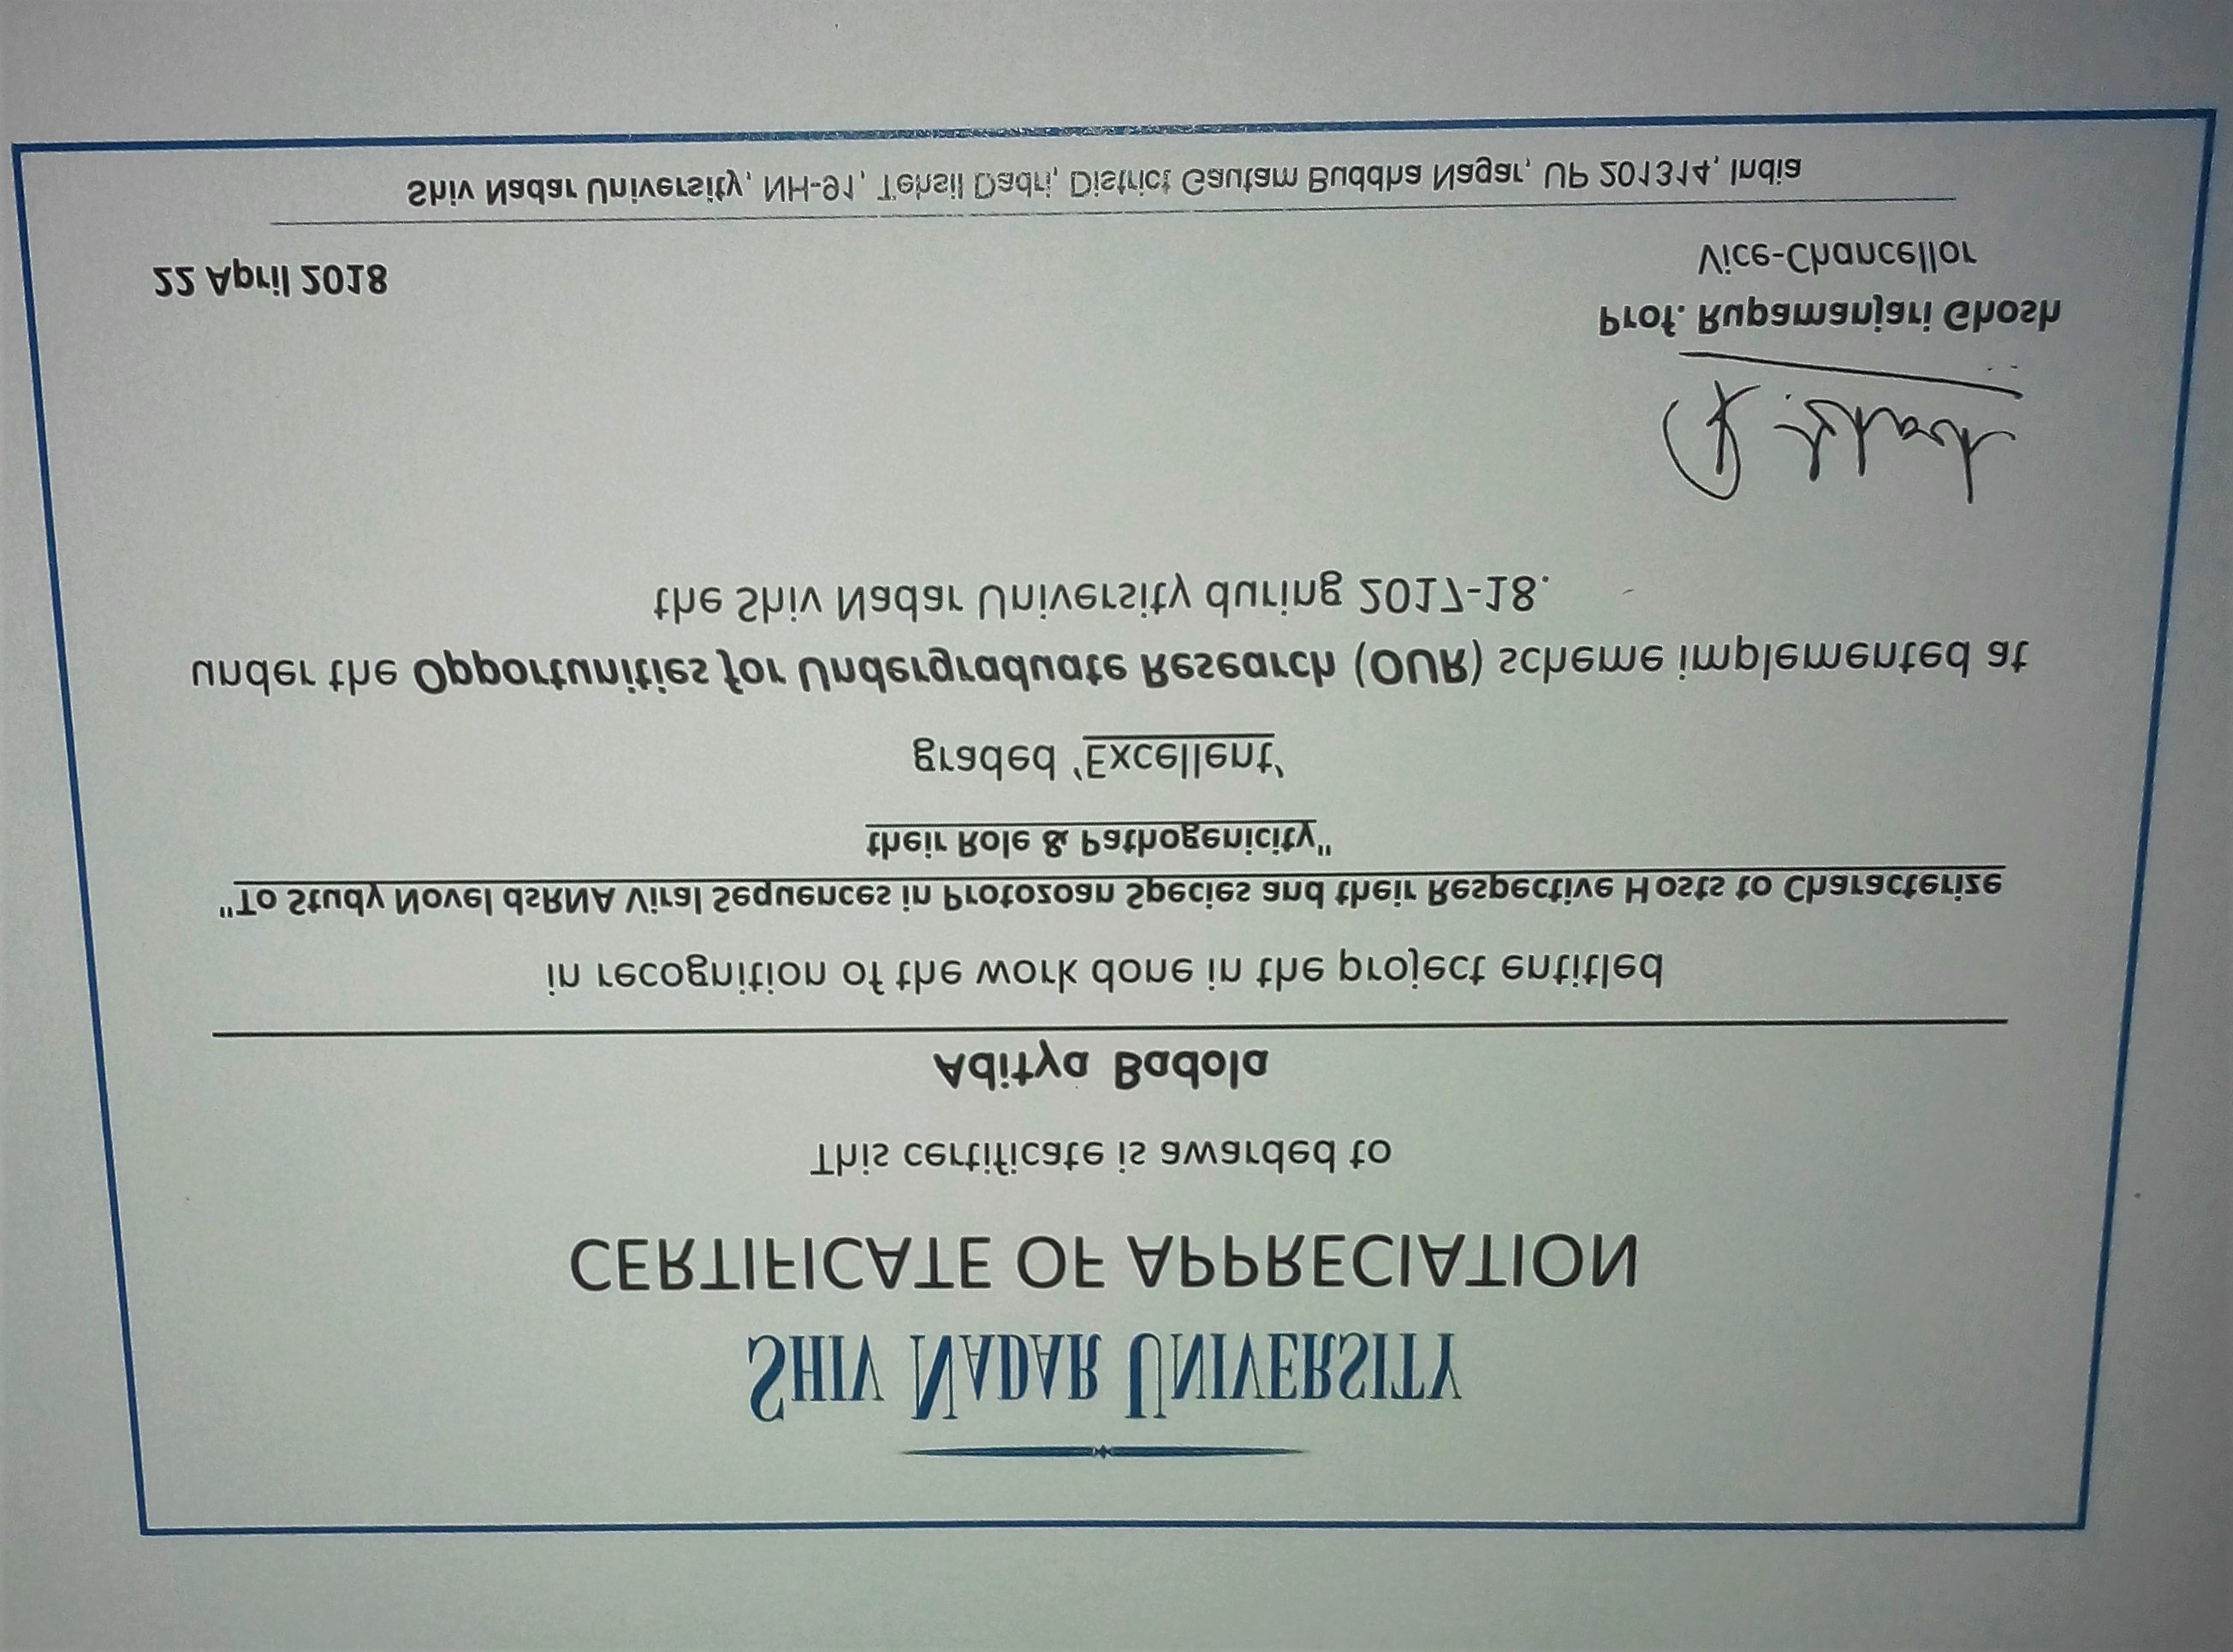 SHIV NADAR UNIVERSITY
CERTIFICATE OF APPRECIATION
This certificate is awarded to
Aditya Badola
in recognition of the work done in the project entitled
"To Study Novel dsRNA Viral Sequences in Protozoan Species and their Respective Hosts to Characterize
their Role & Pathogenicity"
graded 'Excellent'
under the Opportunities for Undergraduate Research (OUR) scheme implemented at
the Shiv Nadar University during 2017-18.
R. Ghosh
Prof. Rupamanjari Ghosh
Vice-Chancellor
22 April 2018
Shiv Nadar University, NH-91, Tehsil Dadri, District Gautam Buddha Nagar, UP 201314, India